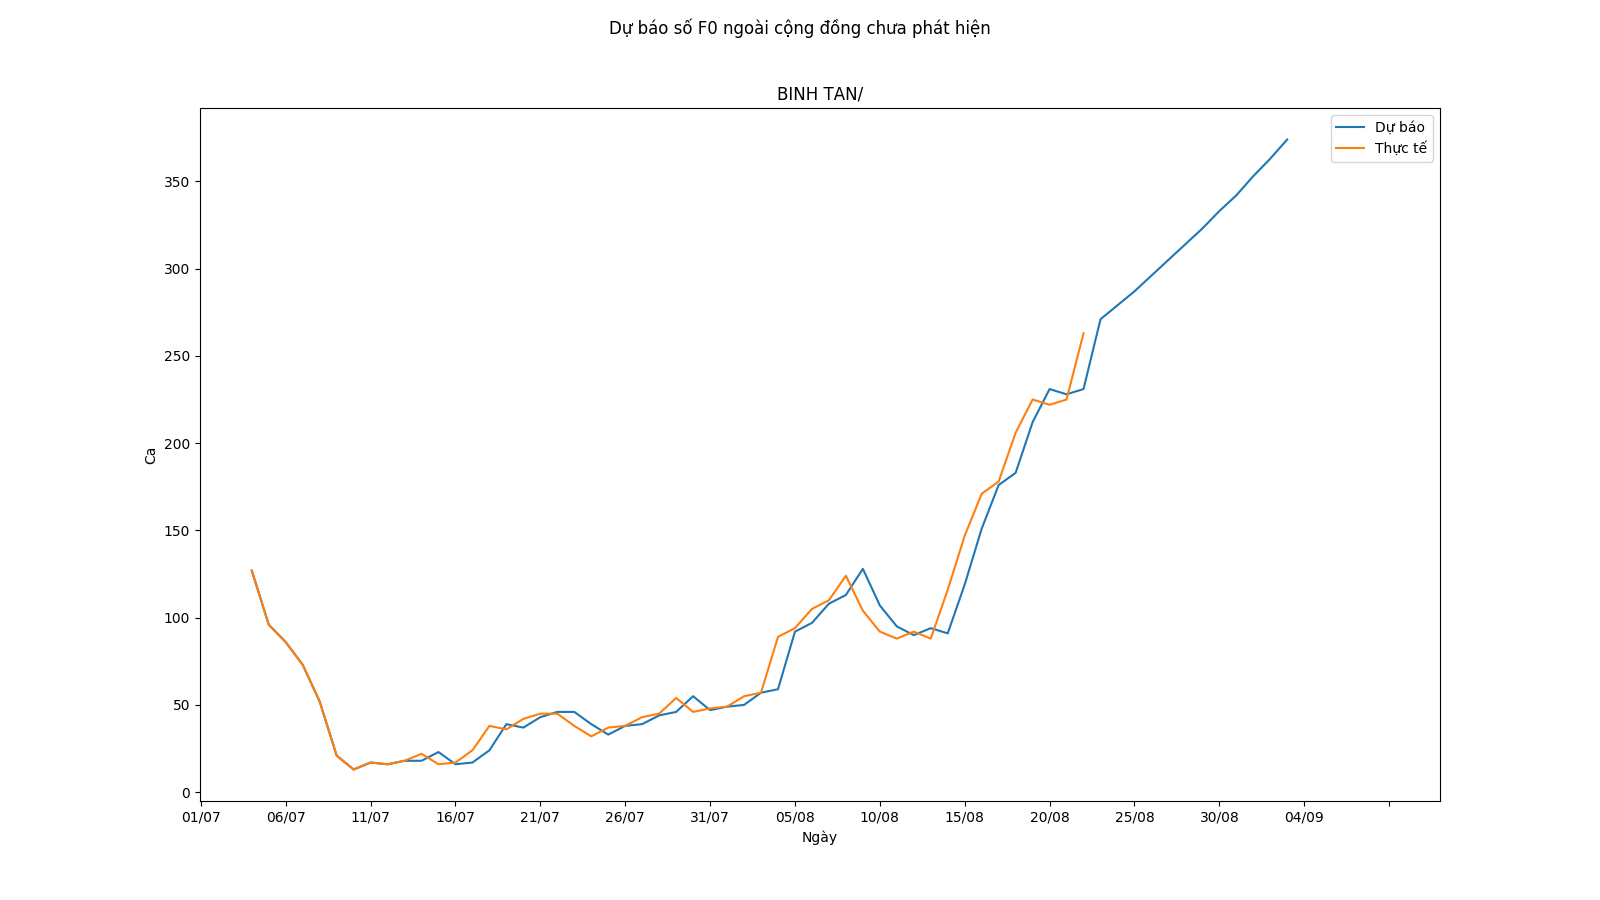 Dự báo số F0 ngoài cộng đồng chưa phát hiện
BINH TAN/
Dự báo
Thực tế
350
300
250
200
150
100
50
0
Ca
01/07 06/07 11/07 16/07 21/07 26/07 31/07 05/08 10/08 15/08 20/08 25/08 30/08 04/09
Ngày